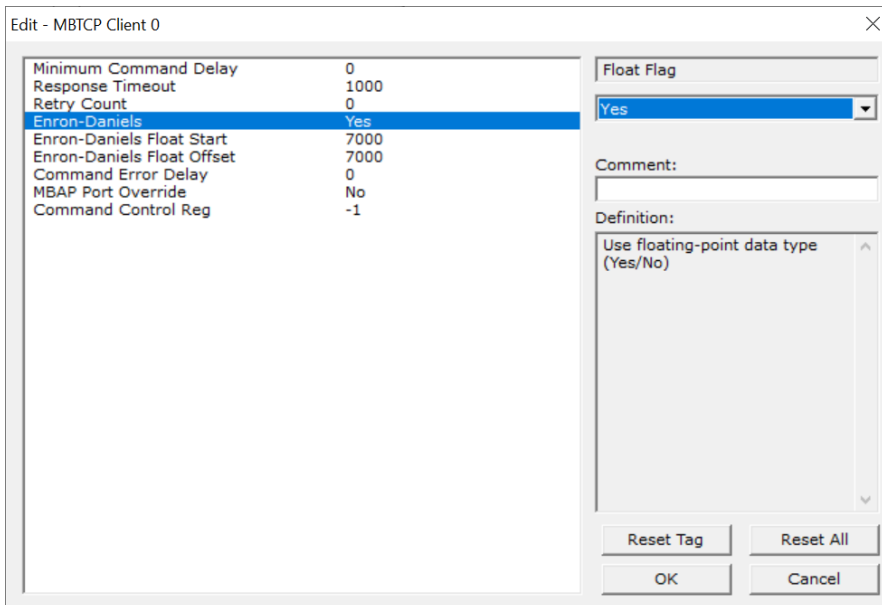 Edit - MBTCP Client 0
Minimum Command Delay 0
Response Timeout 1000
Retry Count 0
Enron-Daniels Yes
Enron-Daniels Float Start 7000
Enron-Daniels Float Offset 7000
Command Error Delay 0
MBAP Port Override No
Command Control Reg -1
Float Flag
Yes
Comment:
Definition:
Use floating-point data type
(Yes/No)
Reset Tag
Reset All
OK
Cancel